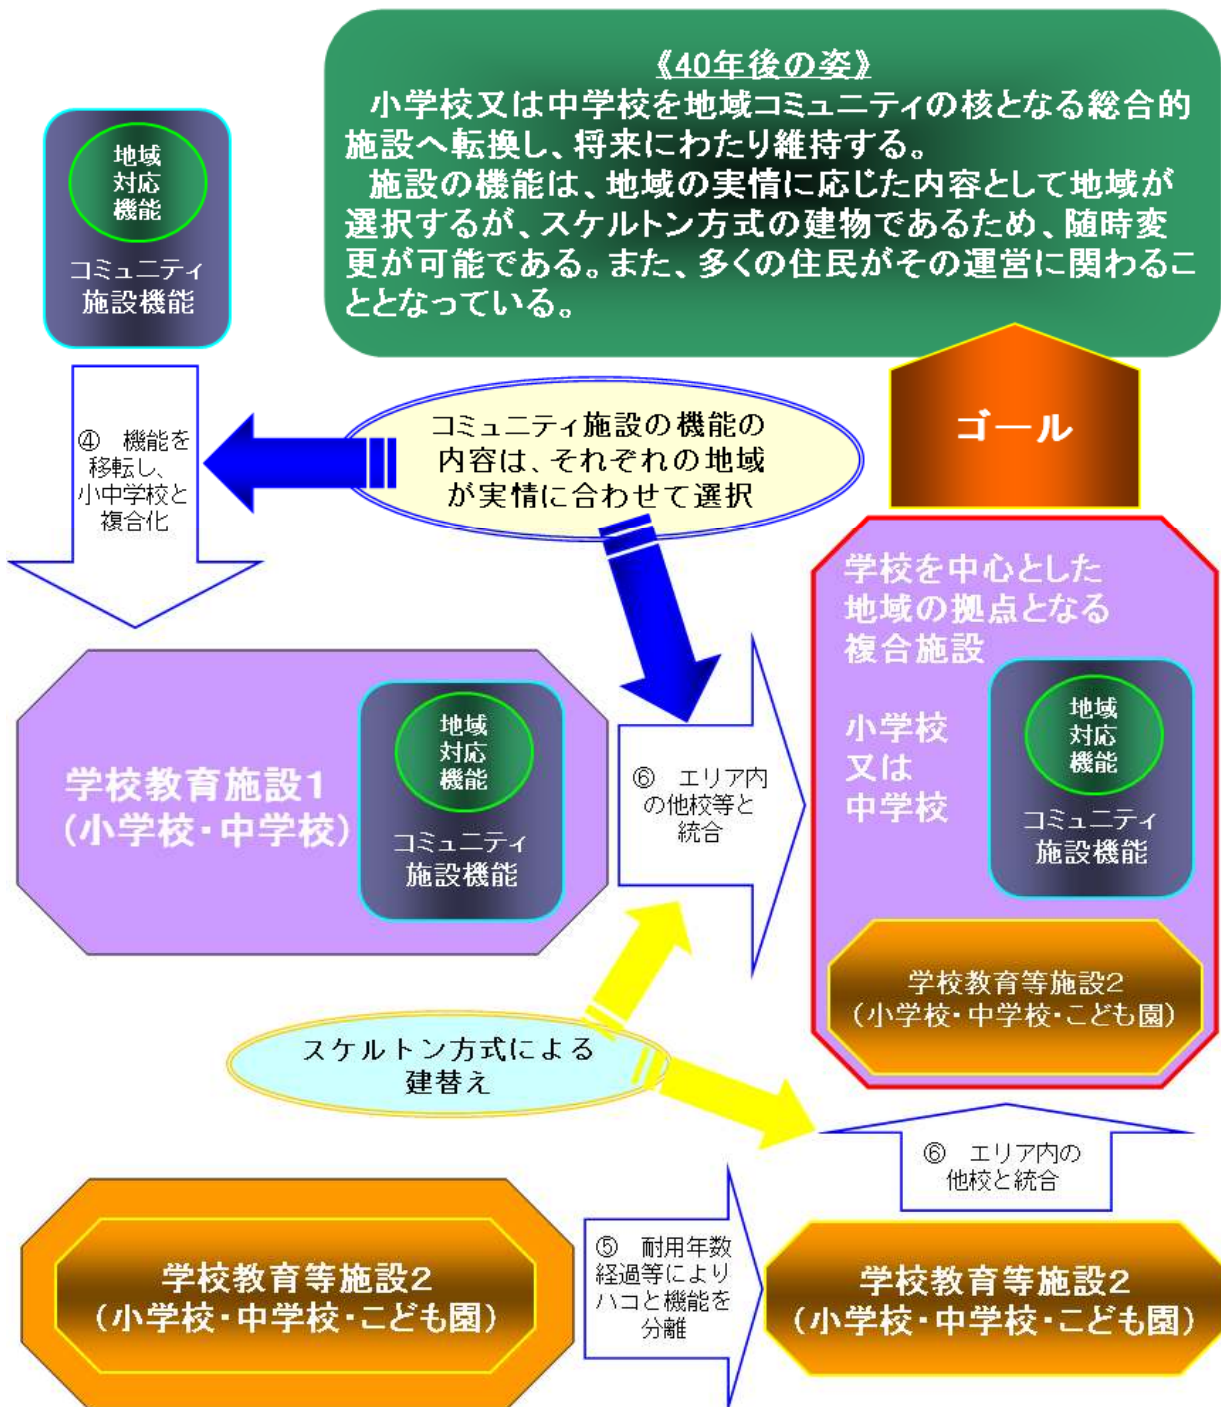 《40年後の姿》
小学校又は中学校を地域コミュニティの核となる総合的
施設へ転換し、将来にわたり維持する。
施設の機能は、地域の実情に応じた内容として地域が
選択するが、スケルトン方式の建物であるため、随時変
更が可能である。また、多くの住民がその運営に関わるこ
ととなっている。
地域
対応
機能
コミュニティ
施設機能
④ 機能を
移転し、
小中学校と
複合化
コミュニティ施設の機能の
内容は、それぞれの地域
が実情に合わせて選択
ゴール
学校を中心とした
地域の拠点となる
複合施設
小学校
又は
中学校
地域
対応
機能
コミュニティ
施設機能
学校教育等施設2
(小学校・中学校・こども園)
学校教育施設1
(小学校・中学校)
地域
対応
機能
コミュニティ
施設機能
⑥ エリア内
の他校等と
統合
スケルトン方式による
建替え
⑥ エリア内の
他校と統合
学校教育等施設2
(小学校・中学校・こども園)
⑤ 耐用年数
経過等により
ハコと機能を
分離
学校教育等施設2
(小学校・中学校・こども園)